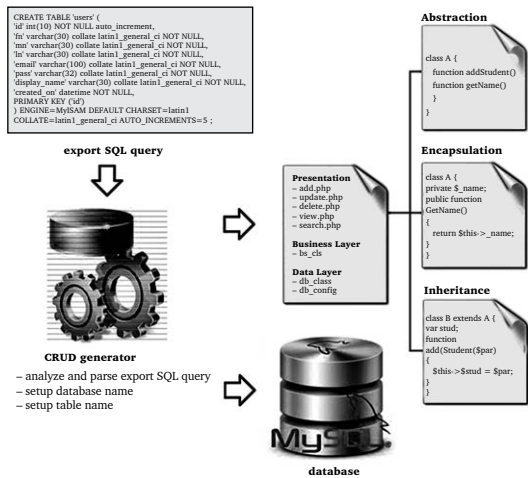 CREATE TABLE 'users' (
'id' int(10) NOT NULL auto_increment,
'fn' varchar(30) collate latin1_general_ci NOT NULL,
'mn' varchar(30) collate latin1_general_ci NOT NULL,
'ln' varchar(30) collate latin1_general_ci NOT NULL,
'email' varchar(100) collate latin1_general_ci NOT NULL,
'pass' varchar(32) collate latin1_general_ci NOT NULL,
'display_name' varchar(30) collate latin1_general_ci NOT NULL,
'created_on' datetime NOT NULL,
PRIMARY KEY ('id')
) ENGINE=MyISAM DEFAULT CHARSET=latin1
COLLATE=latin1_general_ci AUTO_INCREMENTS=5 ;
export SQL query
CRUD generator
– analyze and parse export SQL query
– setup database name
– setup table name
Presentation
– add.php
– update.php
– delete.php
– view.php
– search.php
Business Layer
– bs_cls
Data Layer
– db_class
– db_config
MySQL
database
Abstraction
class A {
function addStudent()
function getName()
}
}
Encapsulation
class A {
private $_name;
public function
GetName()
{
return $this->_name;
}
}
Inheritance
class B extends A {
var stud;
function
add(Student($par)
{
$this->$stud = $par;
}
}